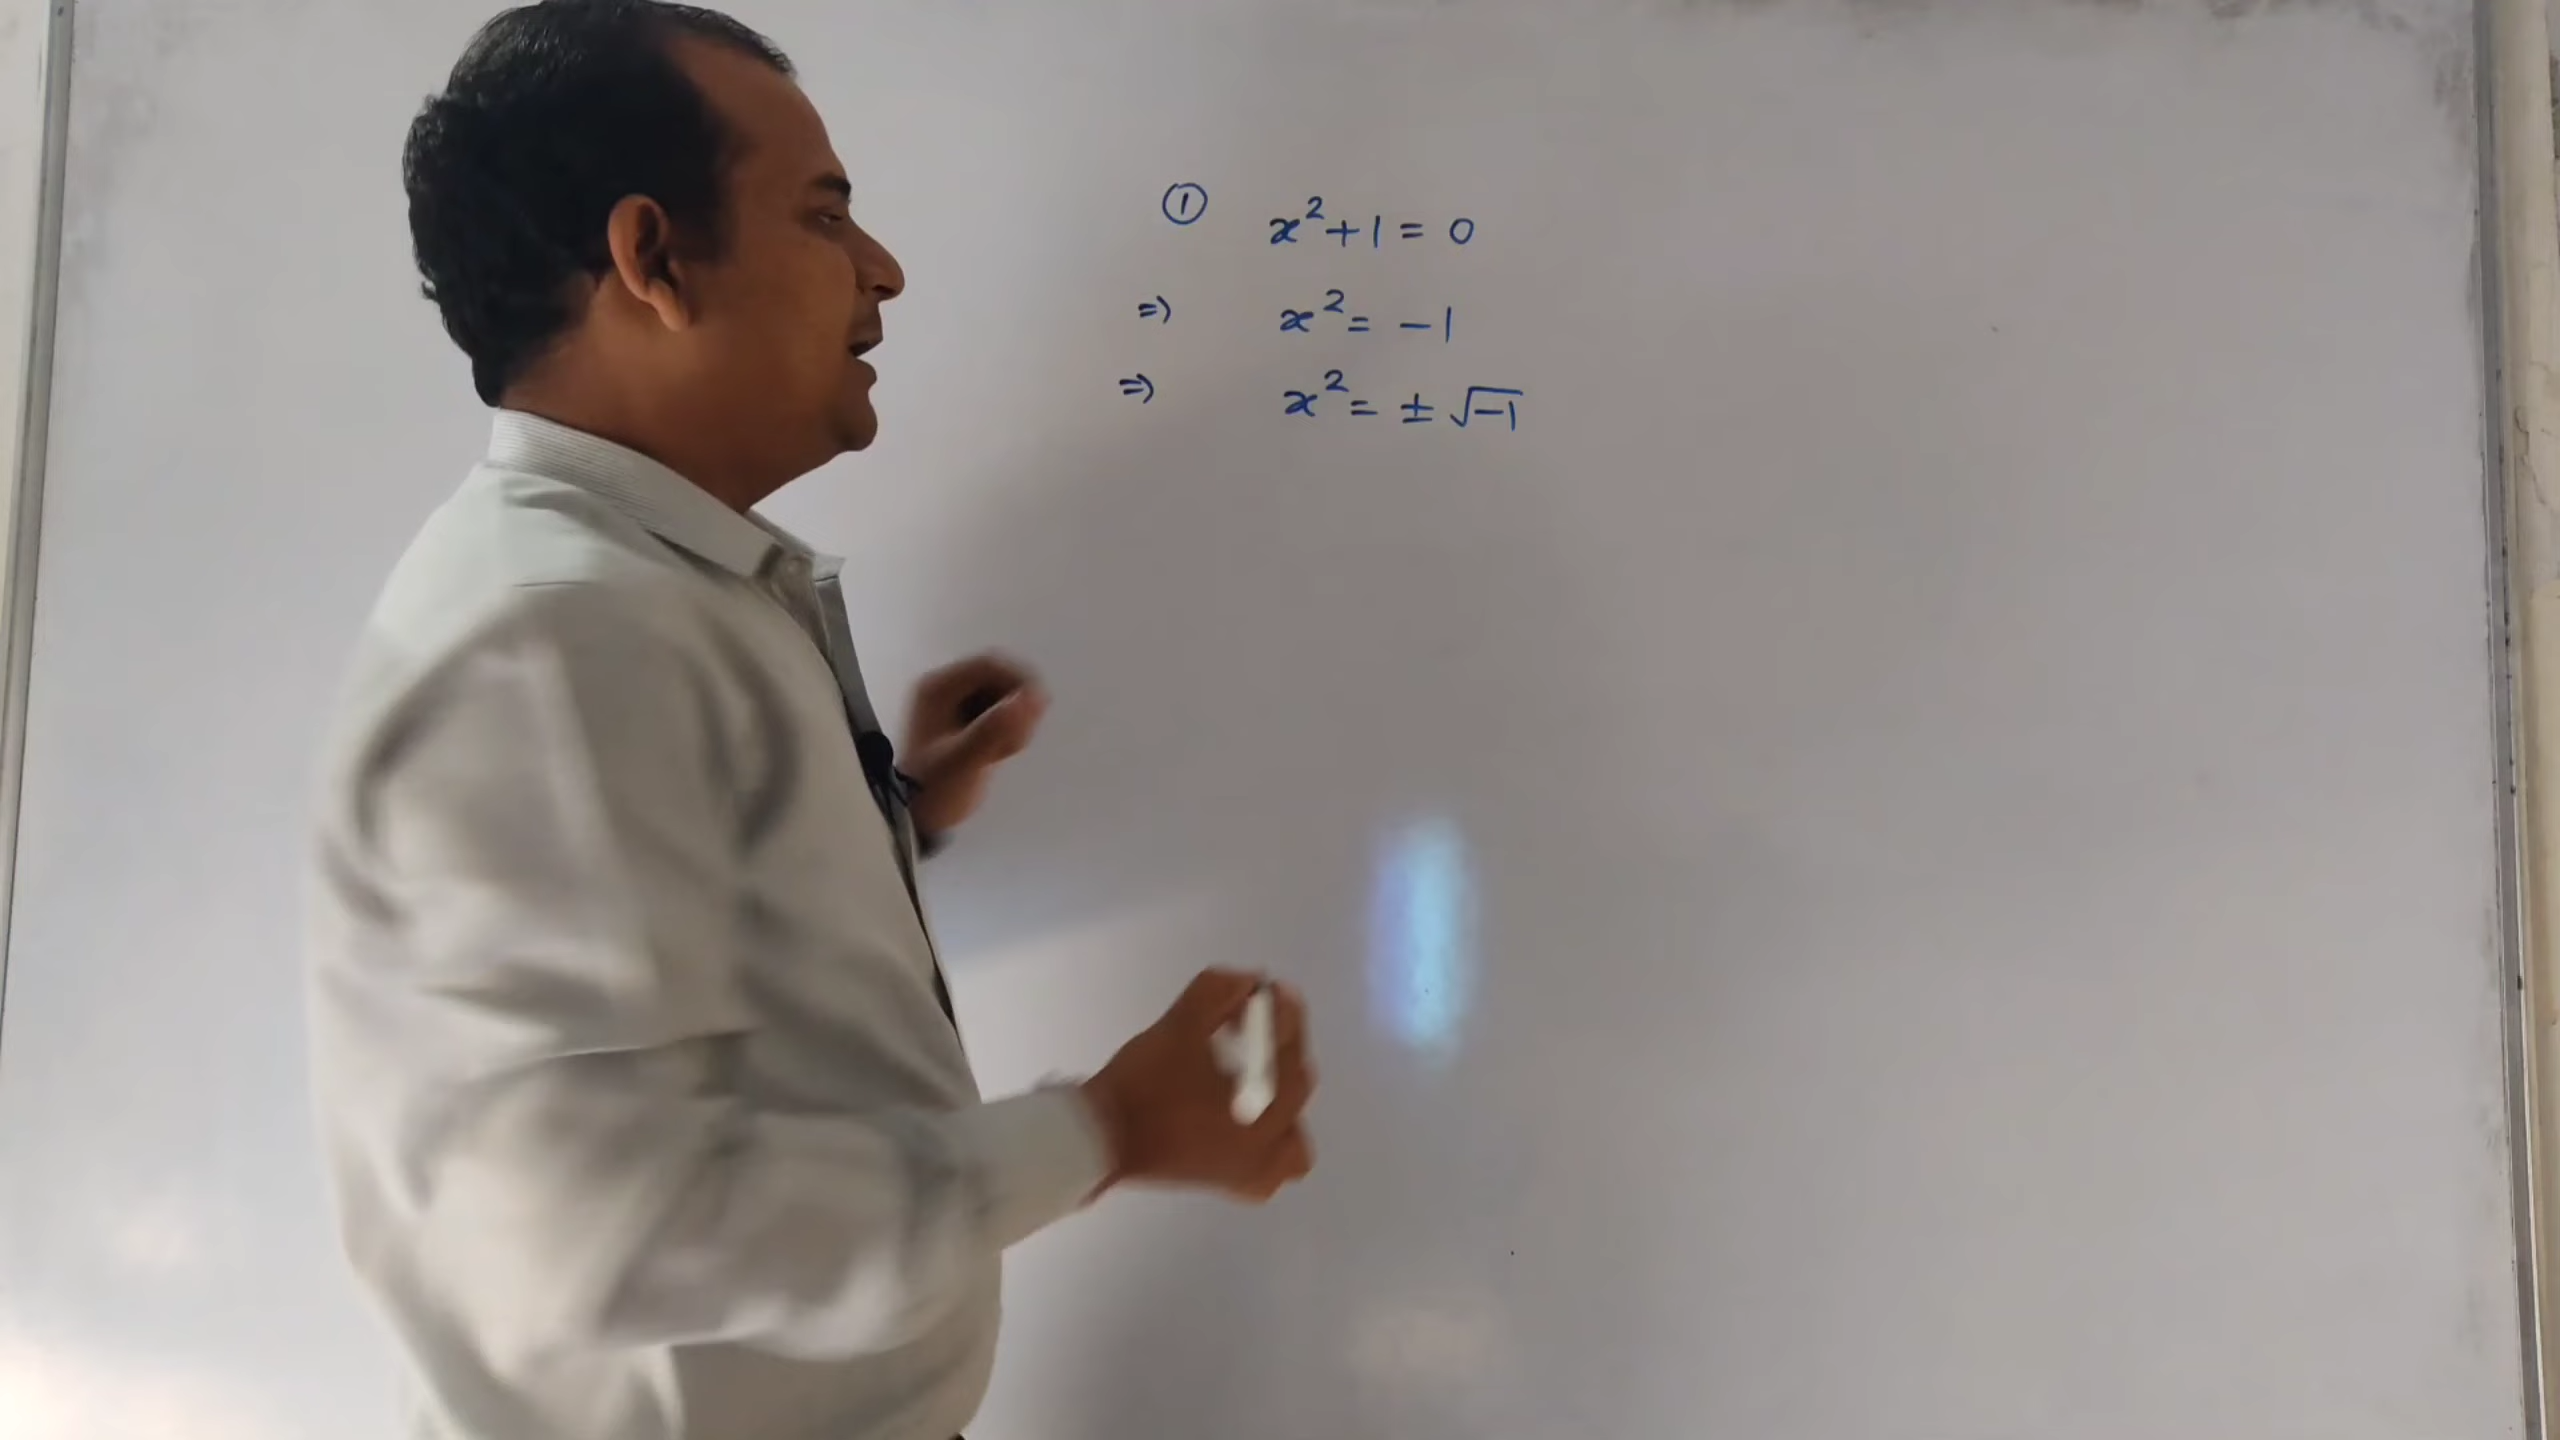 ① x²+1 = 0
⇒ x² = -1
⇒ x² = ± √-1